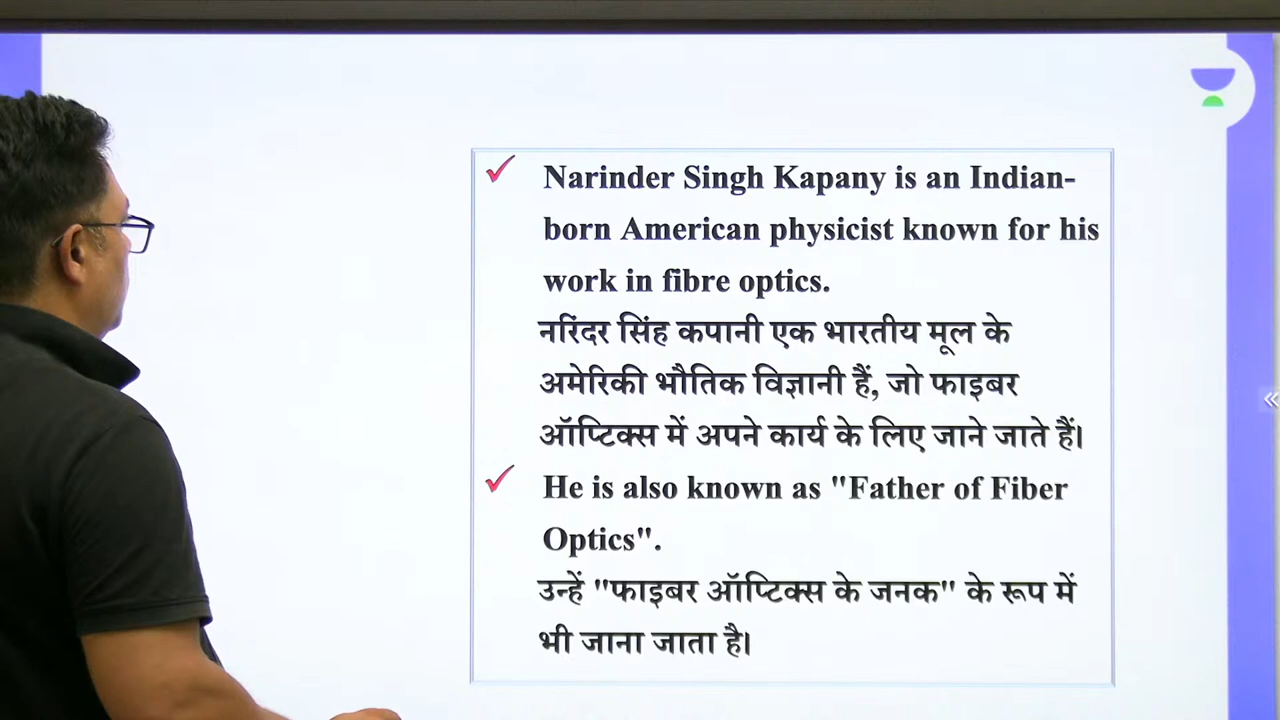 Narinder Singh Kapany is an Indian-
born American physicist known for his
work in fibre optics.
नरिंदर सिंह कपानी एक भारतीय मूल के
अमेरिकी भौतिक विज्ञानी हैं, जो फाइबर
ऑप्टिक्स में अपने कार्य के लिए जाने जाते हैं।
He is also known as "Father of Fiber
Optics".
उन्हें "फाइबर ऑप्टिक्स के जनक" के रूप में
भी जाना जाता है।